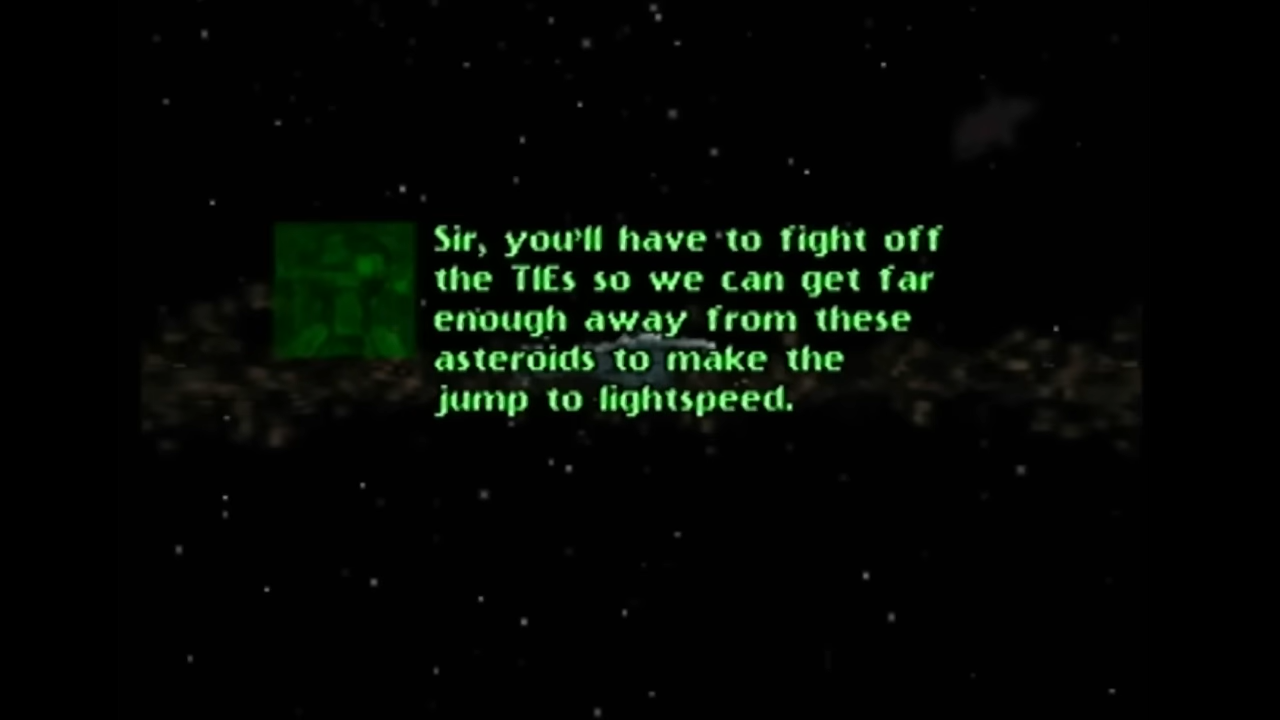 Sir, you'll have to fight off
the TIEs so we can get far
enough away from these
asteroids to make the
jump to lightspeed.